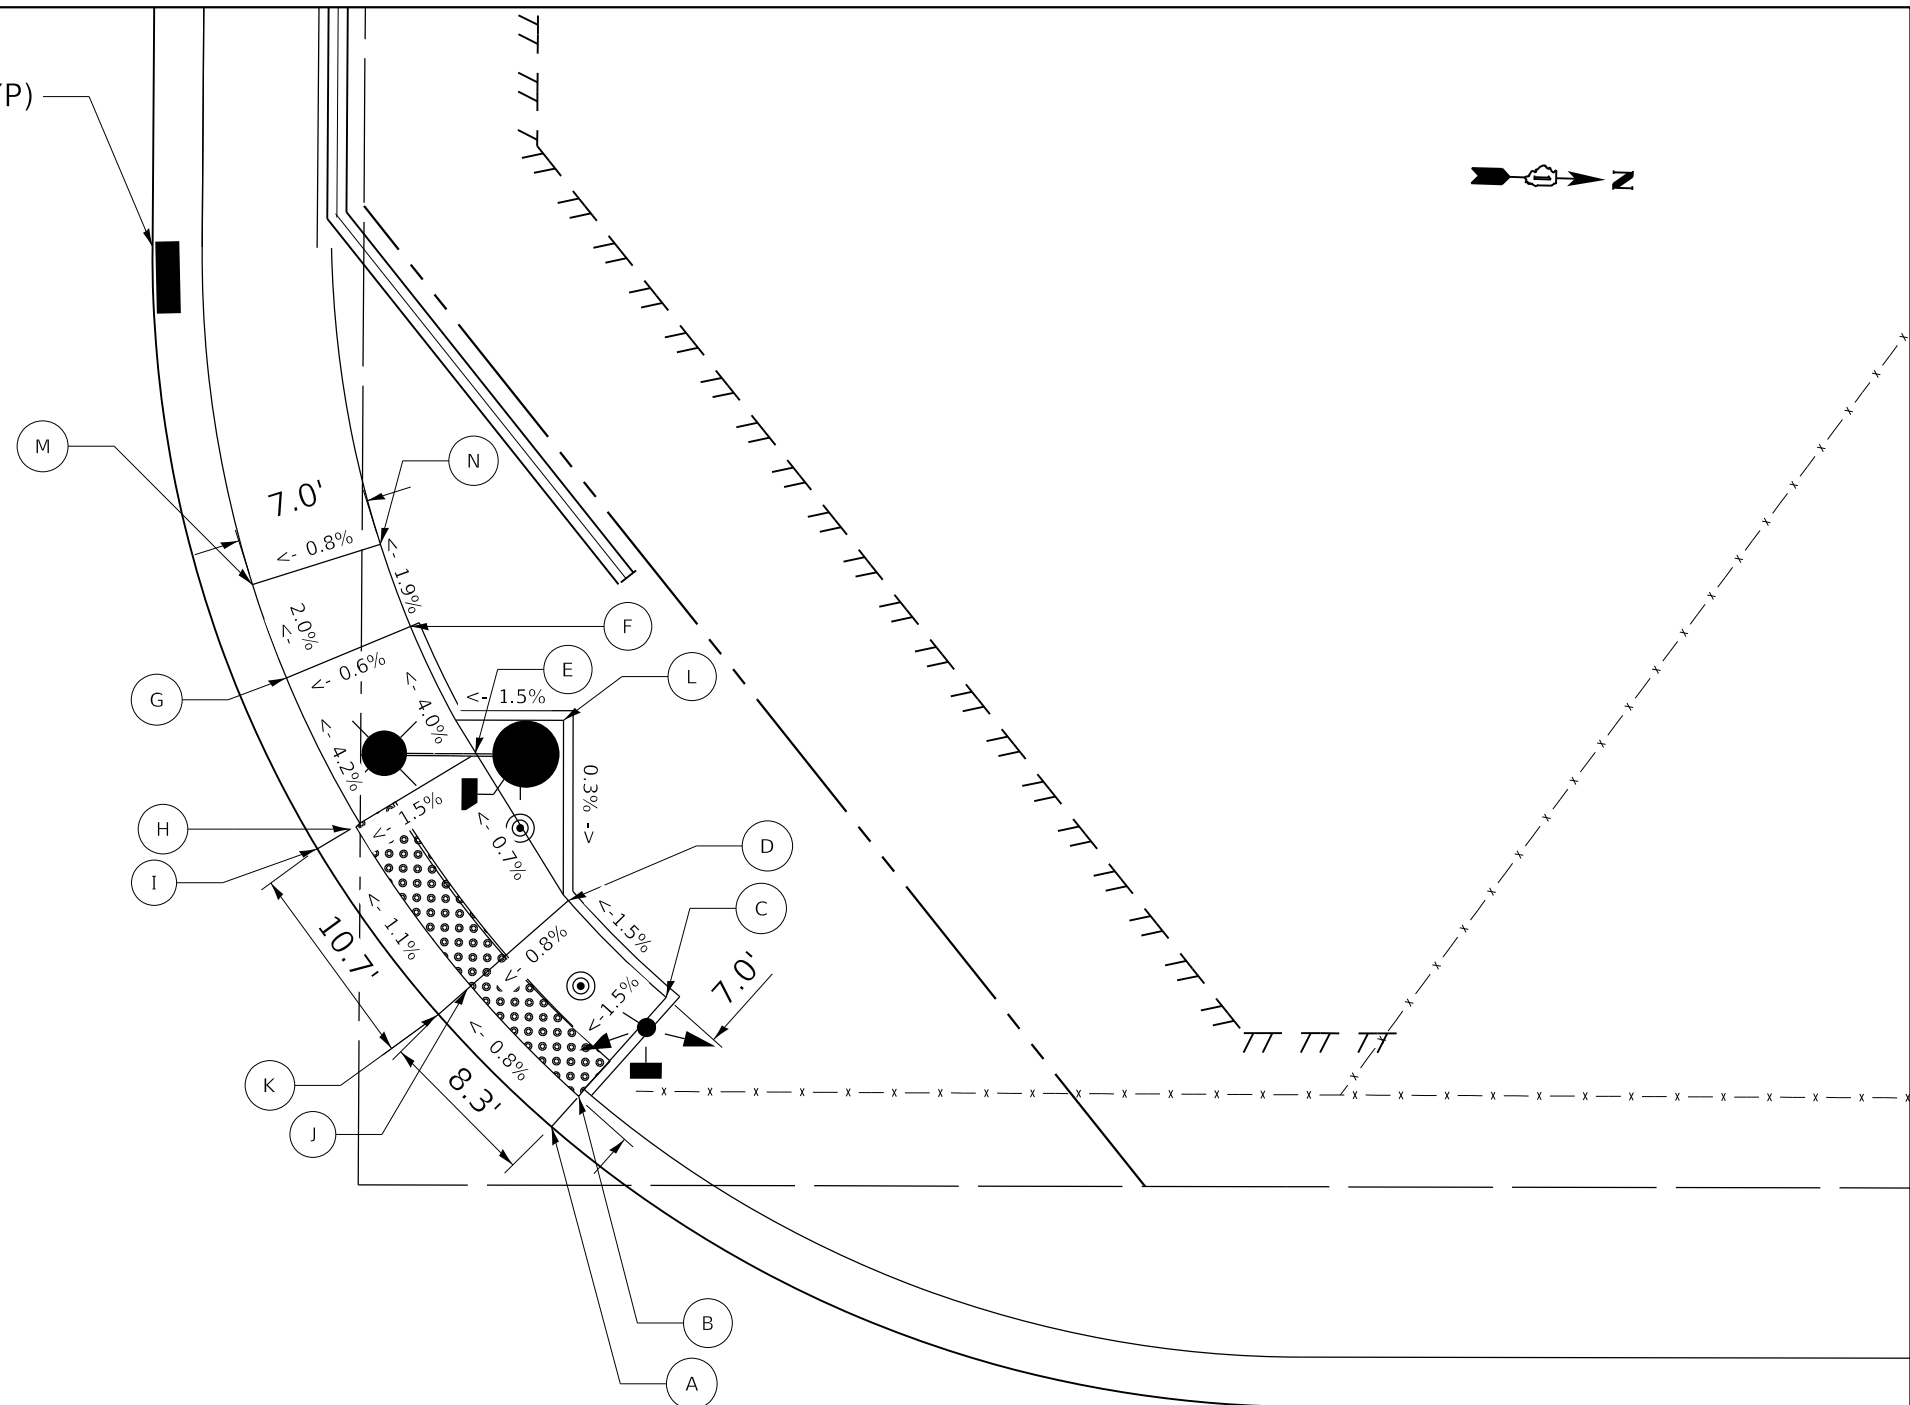 YP)
N
M
N
7.0'
<- 0.8%
<- 1.9%
2.0%
<-
F
<- 0.6%
E
L
G
<- 1.5%
<- 4.0%
<- 4.2%
0.3% ->
<- 1.5%
H
<- 0.7%
D
I
C
<- 1.1%
<-1.5%
10.7'
<- 0.8%
7.0'
<-1.5%
<- 0.8%
K
8.3'
J
B
A